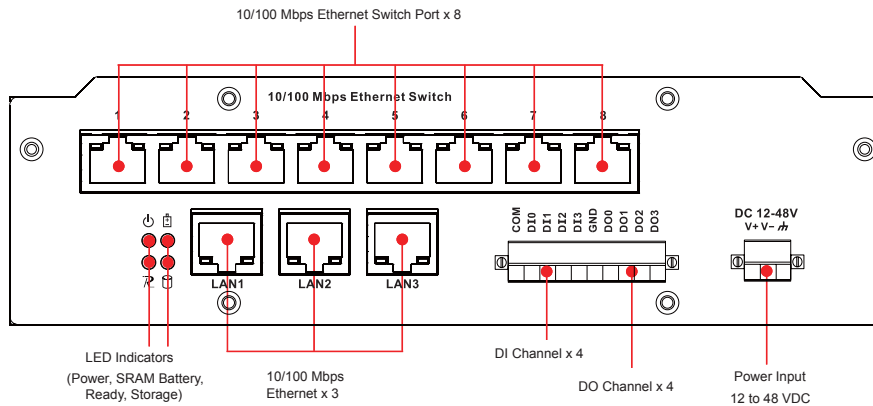 10/100 Mbps Ethernet Switch Port x 8
10/100 Mbps Ethernet Switch
1 2 3 4 5 6 7 8
COM DI0 DI1 DI2 DI3 GND DO0 DO1 DO2 DO3
DC 12-48V
V+ V-
LAN1 LAN2 LAN3
LED Indicators
(Power, SRAM Battery,
Ready, Storage)
10/100 Mbps
Ethernet x 3
DI Channel x 4
DO Channel x 4
Power Input
12 to 48 VDC